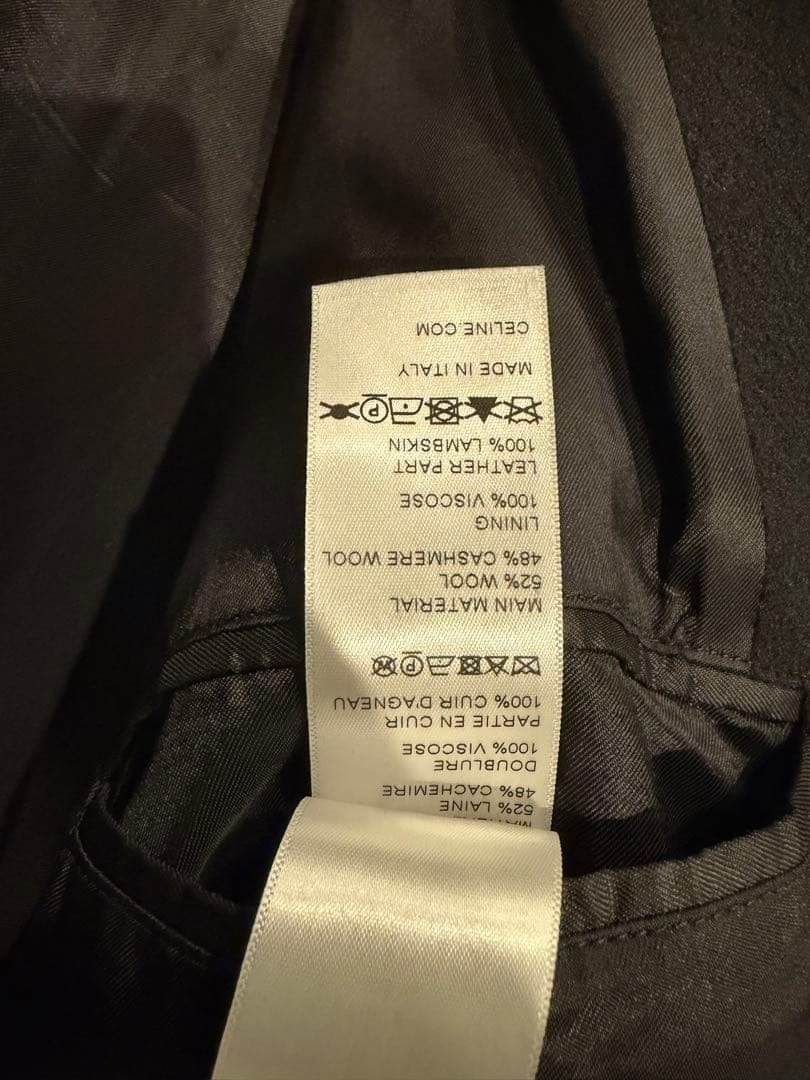 52% LAINE
48% CACHEMIRE
DOUBLURE
100% VISCOSE
PARTIE EN CUIR
100% CUIR D'AGNEAU
MAIN MATERIAL
52% WOOL
48% CASHMERE WOOL
LINING
100% VISCOSE
LEATHER PART
100% LAMBSKIN
MADE IN ITALY
CELINE.COM